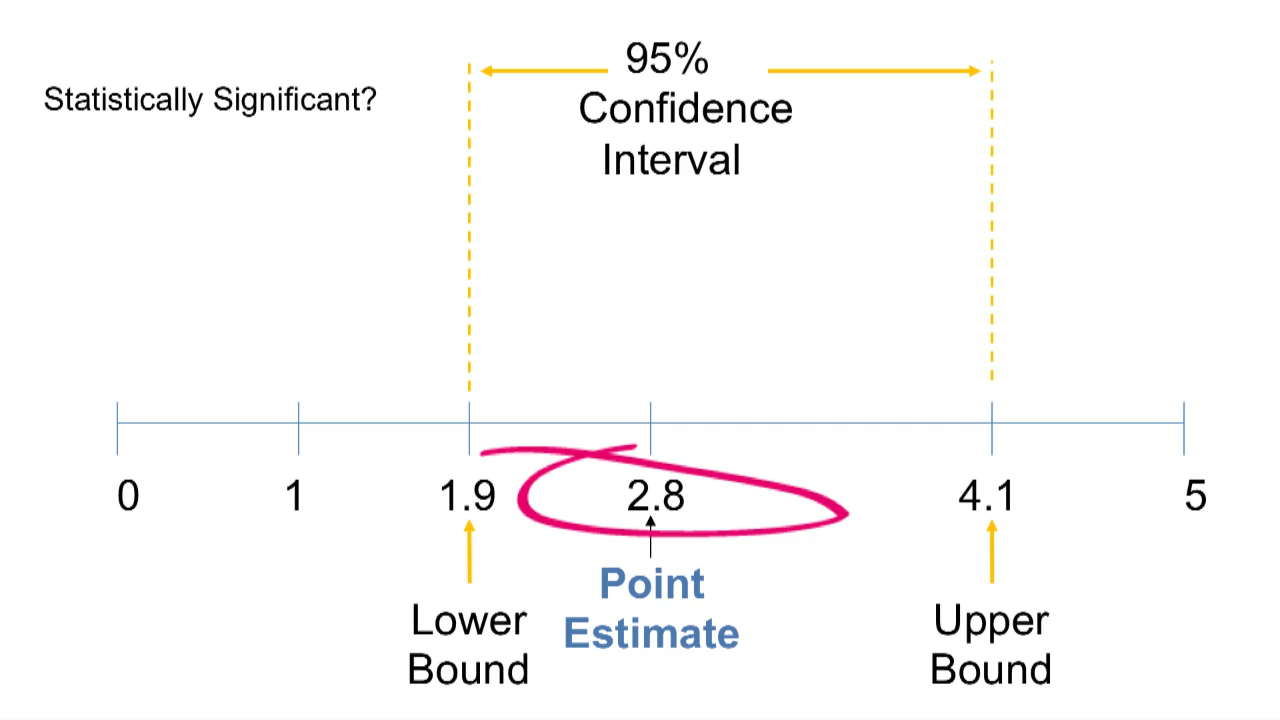 Statistically Significant?
95%
Confidence
Interval
0 1 1.9 2.8 4.1 5
Point
Estimate
Lower
Bound
Upper
Bound